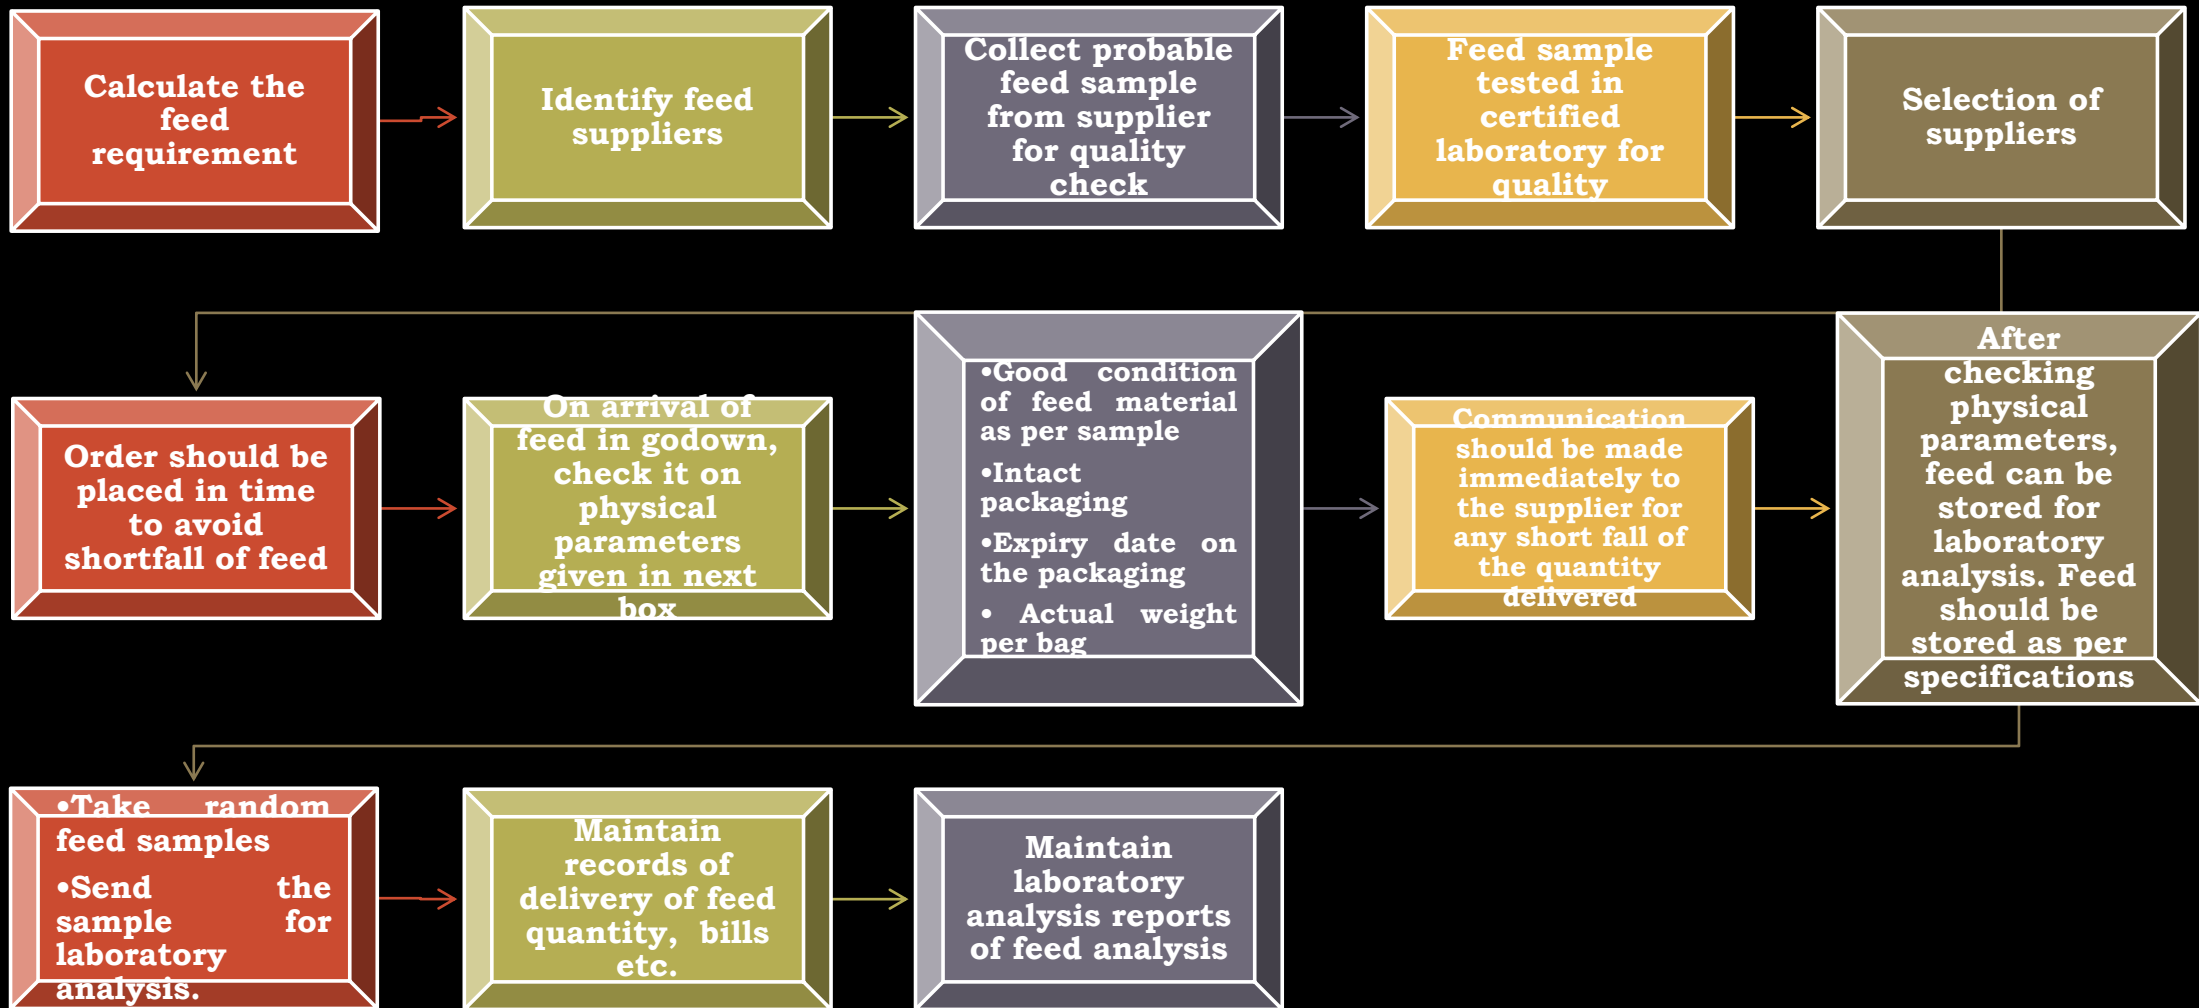 Calculate the
feed
requirement
Identify feed
suppliers
Collect probable
feed sample
from supplier
for quality
check
Feed sample
tested in
certified
laboratory for
quality
Selection of
suppliers
Order should be
placed in time
to avoid
shortfall of feed
On arrival of
feed in godown,
check it on
physical
parameters
given in next
box
•Good condition
of feed material
as per sample
•Intact
packaging
•Expiry date on
the packaging
• Actual weight
per bag
Communication
should be made
immediately to
the supplier for
any short fall of
the quantity
delivered
After
checking
physical
parameters,
feed can be
stored for
laboratory
analysis. Feed
should be
stored as per
specifications
•Take random
feed samples
•Send the
sample for
laboratory
analysis.
Maintain
records of
delivery of feed
quantity, bills
etc.
Maintain
laboratory
analysis reports
of feed analysis